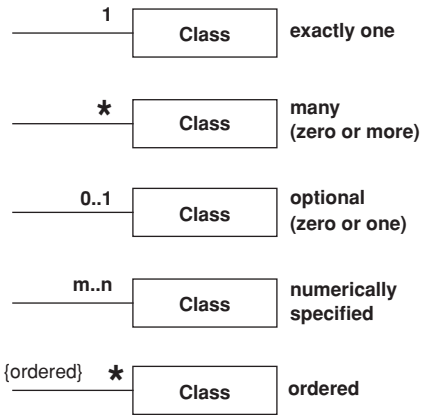 1
Class
exactly one
*
Class
many
(zero or more)
0..1
Class
optional
(zero or one)
m..n
Class
numerically
specified
{ordered} *
Class
ordered